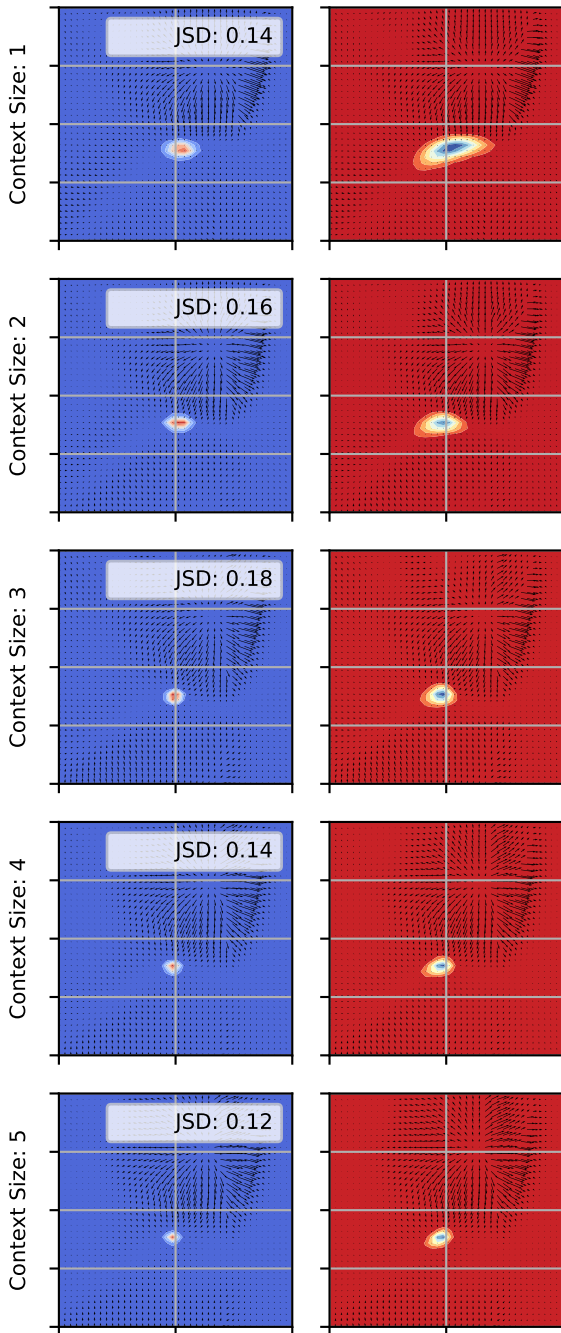 Context Size: 1
JSD: 0.14
Context Size: 2
JSD: 0.16
Context Size: 3
JSD: 0.18
Context Size: 4
JSD: 0.14
Context Size: 5
JSD: 0.12